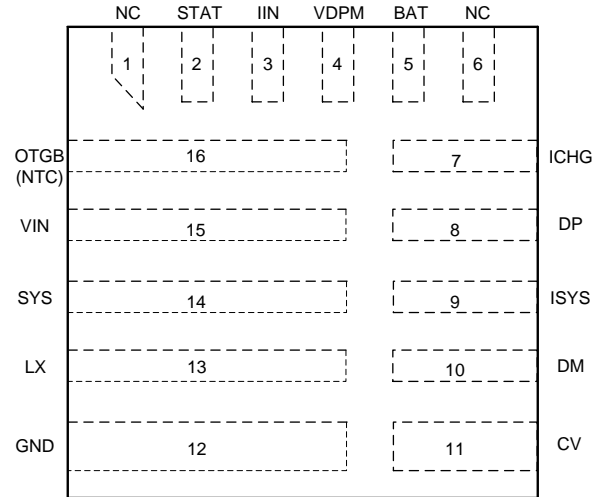 NC STAT IIN VDPM BAT NC
1 2 3 4 5 6
OTGB 16 7 ICHG
(NTC)
VIN 15 8 DP
SYS 14 9 ISYS
LX 13 10 DM
GND 12 11 CV